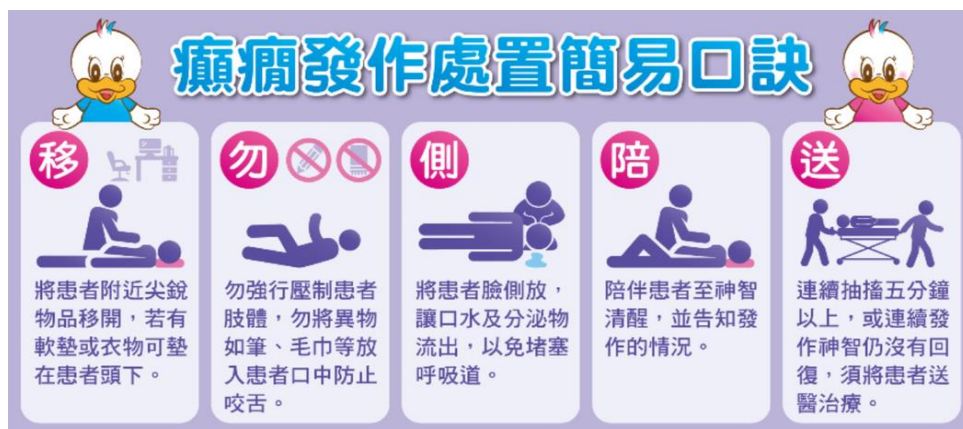 癲癇發作處置簡易口訣
移
將患者附近尖銳
物品移開，若有
軟墊或衣物可墊
在患者頭下。
勿
勿強行壓制患者
肢體，勿將異物
如筆、毛巾等放
入患者口中防止
咬舌。
側
將患者臉側放，
讓口水及分泌物
流出，以免堵塞
呼吸道。
陪
陪伴患者至神智
清醒，並告知發
作的情況。
送
連續抽搐五分鐘
以上，或連續發
作神智仍沒有回
復，須將患者送
醫治療。